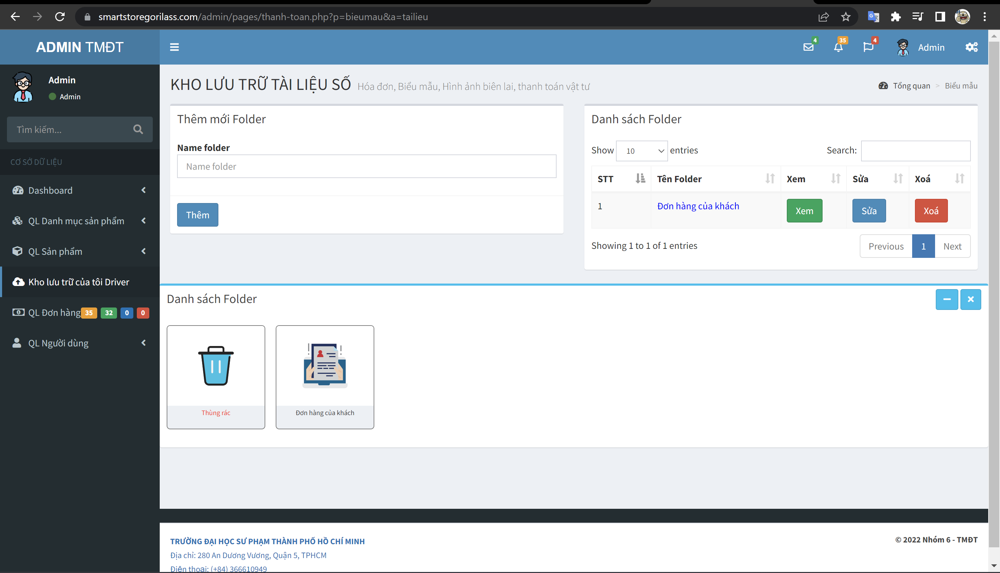 smartstoregorilass.com/admin/pages/thanh-toan.php?p=bieumau&a=tailieu
ADMIN TMĐT
4
35
4
Admin
Admin
Admin
Tìm kiếm...
CƠ SỞ DỮ LIỆU
Dashboard
QL Danh mục sản phẩm
QL Sản phẩm
Kho lưu trữ của tôi Driver
QL Đơn hàng 35 32 0 0
QL Người dùng
KHO LƯU TRỮ TÀI LIỆU SỐ Hóa đơn, Biểu mẫu, Hình ảnh biên lai, thanh toán vật tư
Tổng quan > Biểu mẫu
Thêm mới Folder
Name folder
Name folder
Thêm
Danh sách Folder
Show 10 entries Search:
STT Tên Folder Xem Sửa Xoá
1 Đơn hàng của khách Xem Sửa Xoá
Showing 1 to 1 of 1 entries
Previous 1 Next
Danh sách Folder
Thùng rác
Đơn hàng của khách
TRƯỜNG ĐẠI HỌC SƯ PHẠM THÀNH PHỐ HỒ CHÍ MINH
© 2022 Nhóm 6 - TMĐT
Địa chỉ: 280 An Dương Vương, Quận 5, TPHCM
Điện thoại: (+84) 366610949